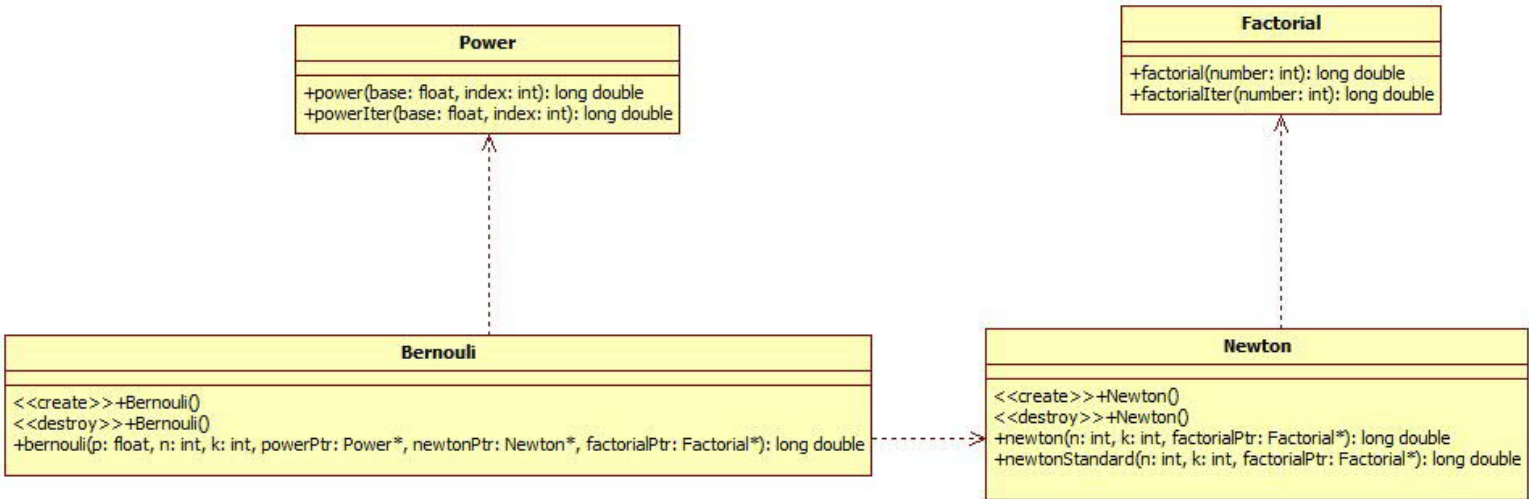 Power
+power(base: float, index: int): long double
+powerIter(base: float, index: int): long double
Factorial
+factorial(number: int): long double
+factorialIter(number: int): long double
Bernouli
<<create>>+Bernouli()
<<destroy>>+Bernouli()
+bernouli(p: float, n: int, k: int, powerPtr: Power*, newtonPtr: Newton*, factorialPtr: Factorial*): long double
Newton
<<create>>+Newton()
<<destroy>>+Newton()
+newton(n: int, k: int, factorialPtr: Factorial*): long double
+newtonStandard(n: int, k: int, factorialPtr: Factorial*): long double